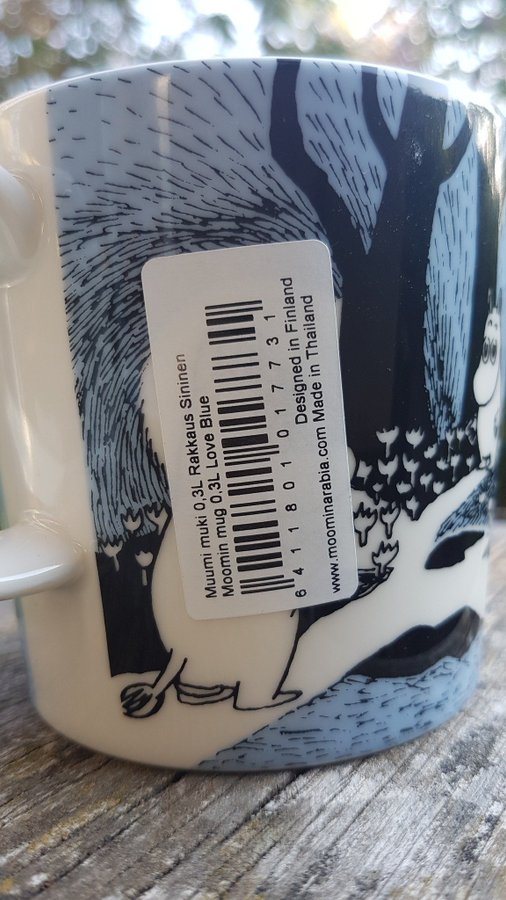 Muumi muki 0,3L Rakkaus Sininen
Moomin mug 0.3L Love Blue
6 411801 017731
Designed in Finland
www.moominarabia.com Made in Thailand